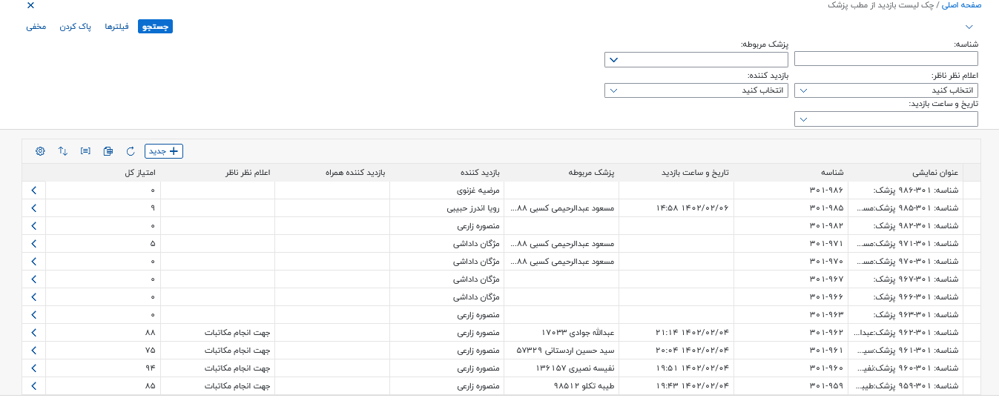 صفحه اصلی / چک لیست بازدید از مطب پزشک
جستجو فیلترها پاک کردن مخفی
شناسه: پزشک مربوطه:
اعلام نظر ناظر: بازدید کننده:
انتخاب کنید انتخاب کنید
تاریخ و ساعت بازدید:
جدید
عنوان نمایشی شناسه تاریخ و ساعت بازدید پزشک مربوطه بازدید کننده بازدید کننده همراه اعلام نظر ناظر امتیاز کل
شناسه: ۳۰۱-۹۸۶ پزشک: ۳۰۱-۹۸۶ مرضیه غزنوی ۰
شناسه: ۳۰۱-۹۸۵ پزشک:مس... ۳۰۱-۹۸۵ ۱۴۰۲/۰۲/۰۶ ۱۴:۵۸ مسعود عبدالرحیمی کسبی ۸۸... رویا اندرز حبیبی ۹
شناسه: ۳۰۱-۹۸۲ پزشک: ۳۰۱-۹۸۲ منصوره زارعی ۰
شناسه: ۳۰۱-۹۷۱ پزشک:مس... ۳۰۱-۹۷۱ مسعود عبدالرحیمی کسبی ۸۸... مژگان داداشی ۵
شناسه: ۳۰۱-۹۷۰ پزشک:مس... ۳۰۱-۹۷۰ مسعود عبدالرحیمی کسبی ۸۸... مژگان داداشی ۰
شناسه: ۳۰۱-۹۶۷ پزشک: ۳۰۱-۹۶۷ مژگان داداشی ۰
شناسه: ۳۰۱-۹۶۶ پزشک: ۳۰۱-۹۶۶ مژگان داداشی ۰
شناسه: ۳۰۱-۹۶۳ پزشک: ۳۰۱-۹۶۳ منصوره زارعی ۰
شناسه: ۳۰۱-۹۶۲ پزشک:عبدا... ۳۰۱-۹۶۲ ۱۴۰۲/۰۲/۰۴ ۲۱:۱۴ عبدالله جوادی ۱۷۰۳۳ منصوره زارعی جهت انجام مکاتبات ۸۸
شناسه: ۳۰۱-۹۶۱ پزشک:سی... ۳۰۱-۹۶۱ ۱۴۰۲/۰۲/۰۴ ۲۰:۰۴ سید حسین اردستانی ۵۷۳۲۹ منصوره زارعی جهت انجام مکاتبات ۷۵
شناسه: ۳۰۱-۹۶۰ پزشک:نفی... ۳۰۱-۹۶۰ ۱۴۰۲/۰۲/۰۴ ۱۹:۵۱ نفیسه نصیری ۱۳۶۱۵۷ منصوره زارعی جهت انجام مکاتبات ۹۴
شناسه: ۳۰۱-۹۵۹ پزشک:طیب... ۳۰۱-۹۵۹ ۱۴۰۲/۰۲/۰۴ ۱۹:۴۳ طیبه تکلو ۹۸۵۱۲ منصوره زارعی جهت انجام مکاتبات ۸۵